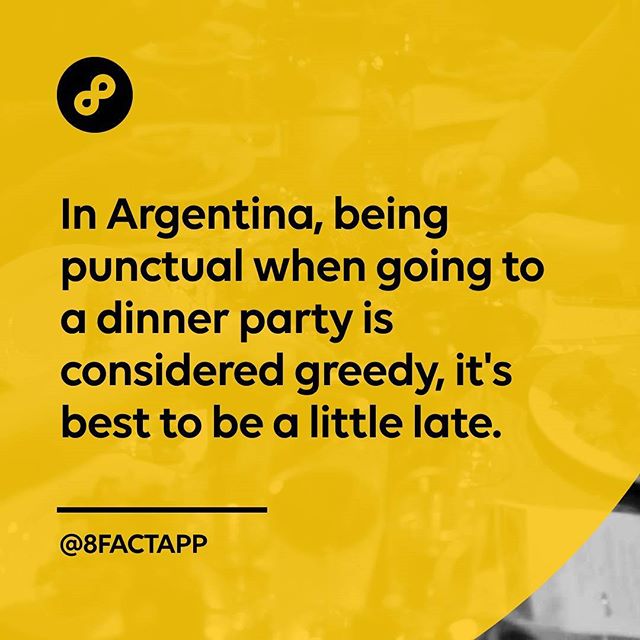 In Argentina, being
punctual when going to
a dinner party is
considered greedy, it's
best to be a little late.
@8FACTAPP